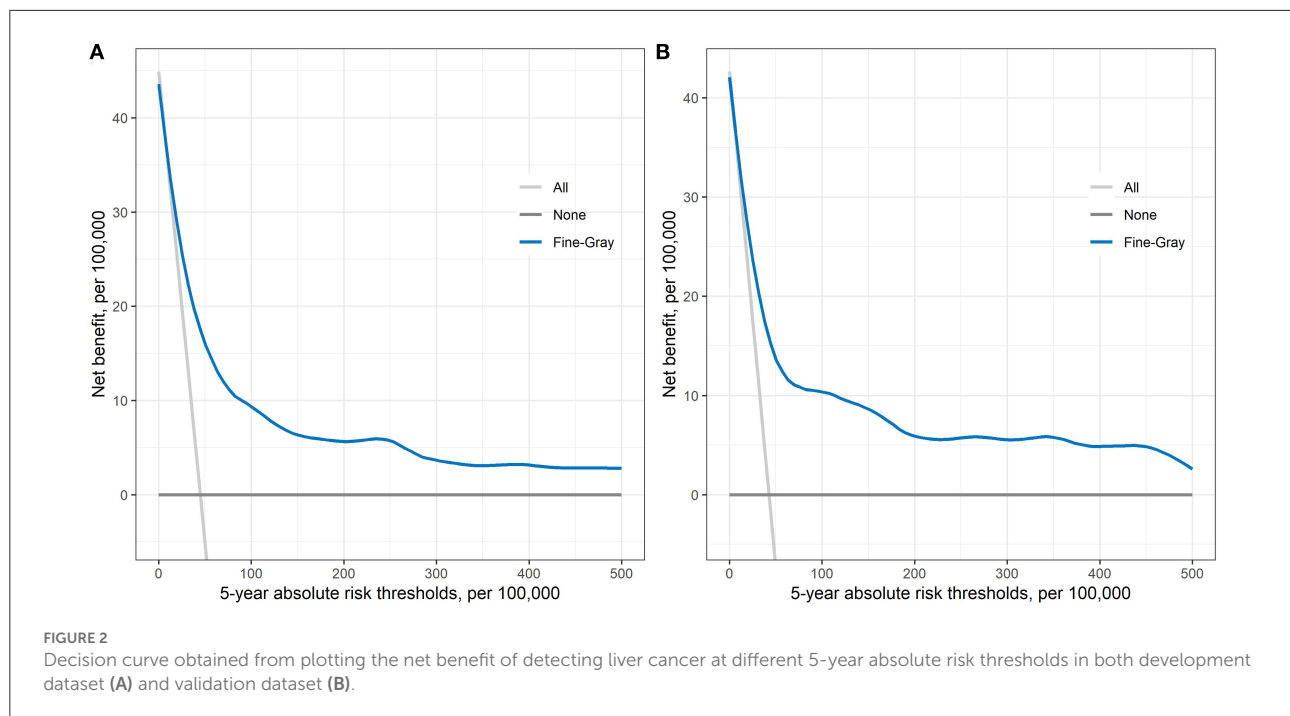 A
Net benefit, per 100,000
40
30
20
10
0
All
None
Fine-Gray
0 100 200 300 400 500
5-year absolute risk thresholds, per 100,000
B
Net benefit, per 100,000
40
30
20
10
0
All
None
Fine-Gray
0 100 200 300 400 500
5-year absolute risk thresholds, per 100,000
FIGURE 2
Decision curve obtained from plotting the net benefit of detecting liver cancer at different 5-year absolute risk thresholds in both development
dataset (A) and validation dataset (B).